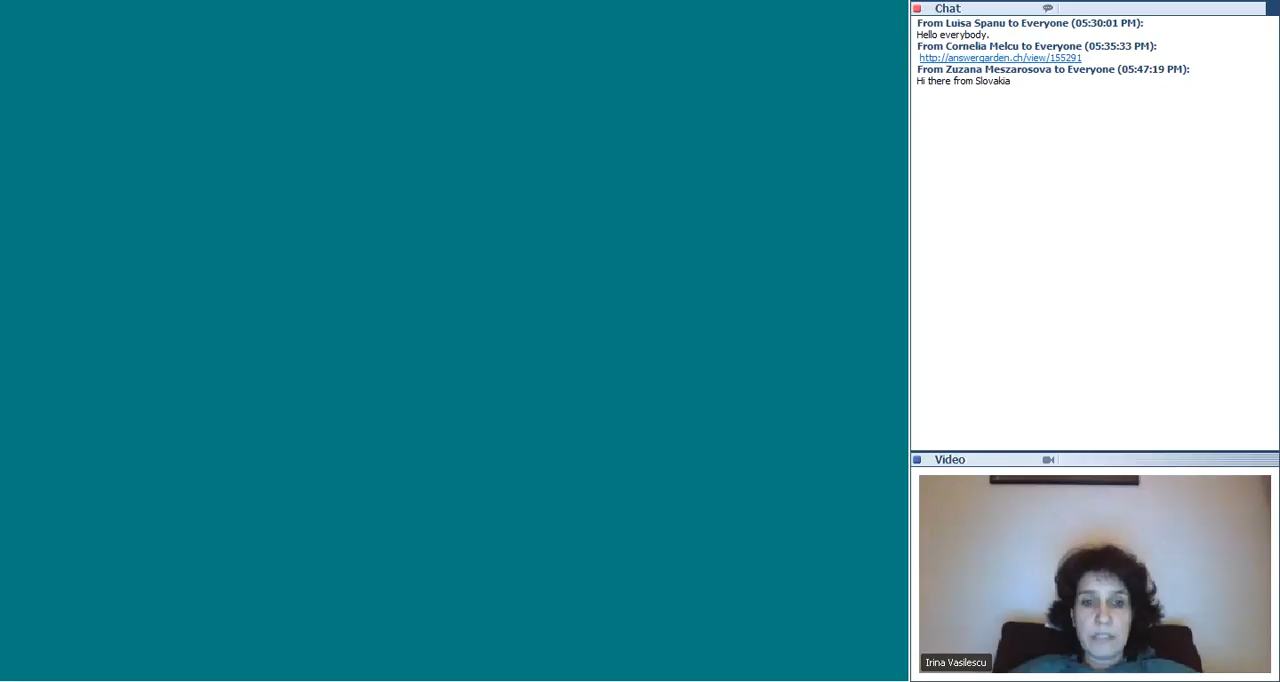 Chat
From Luisa Spanu to Everyone (05:30:01 PM):
Hello everybody.
From Cornelia Melcu to Everyone (05:35:33 PM):
http://answergarden.ch/view/155291
From Zuzana Meszarosova to Everyone (05:47:19 PM):
Hi there from Slovakia
Video
Irina Vasilescu